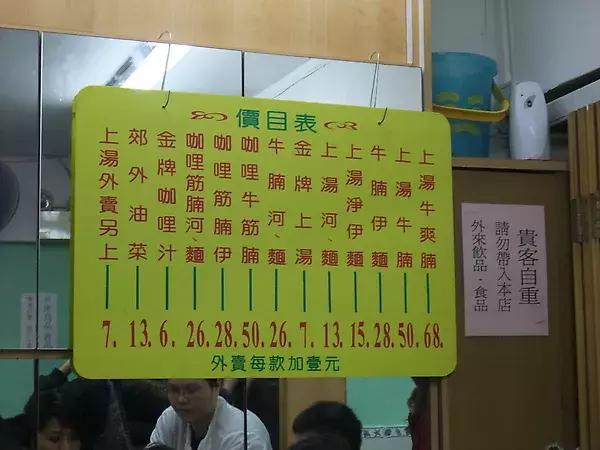 價目表
上湯牛爽腩 68.
上湯牛腩 50.
牛腩伊麵 28.
上湯淨伊麵 15.
上湯河、麵 13.
金牌上湯 7.
牛腩河、麵 26.
咖哩牛筋腩 50.
咖哩筋腩伊 28.
咖哩筋腩河、麵 26.
金牌咖哩汁 6.
郊外油菜 13.
上湯外賣另上 7.
外賣每款加壹元
外來飲品-食品
請勿帶入本店
貴客自重